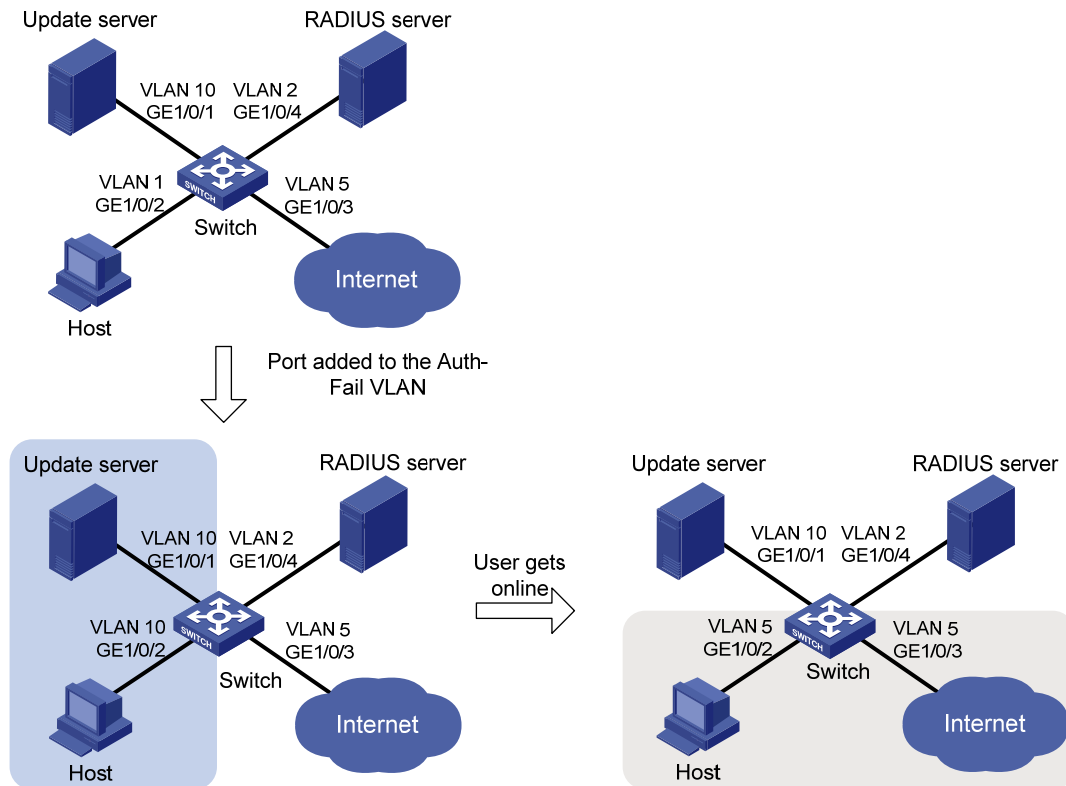 Update server
RADIUS server
VLAN 10
GE1/0/1
VLAN 2
GE1/0/4
VLAN 1
GE1/0/2
VLAN 5
GE1/0/3
SWITCH
Switch
Internet
Host
Port added to the Auth-
Fail VLAN
Update server
RADIUS server
VLAN 10
GE1/0/1
VLAN 2
GE1/0/4
VLAN 10
GE1/0/2
VLAN 5
GE1/0/3
SWITCH
Switch
Internet
Host
User gets
online
Update server
RADIUS server
VLAN 10
GE1/0/1
VLAN 2
GE1/0/4
VLAN 5
GE1/0/2
VLAN 5
GE1/0/3
SWITCH
Switch
Internet
Host